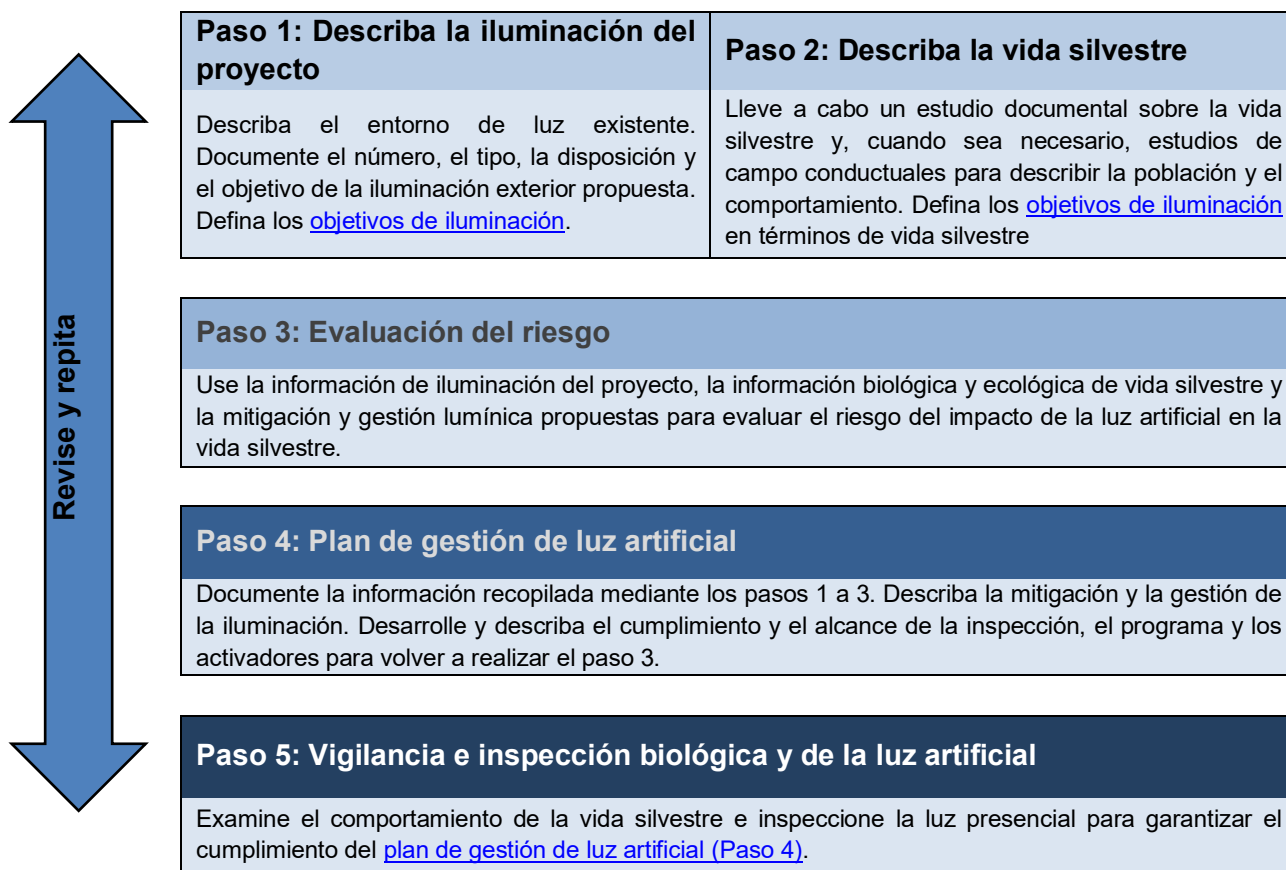 Revise y repita
Paso 1: Describa la iluminación del
proyecto
Describa el entorno de luz existente.
Documente el número, el tipo, la disposición y
el objetivo de la iluminación exterior propuesta.
Defina los objetivos de iluminación.
Paso 2: Describa la vida silvestre
Lleve a cabo un estudio documental sobre la vida
silvestre y, cuando sea necesario, estudios de
campo conductuales para describir la población y el
comportamiento. Defina los objetivos de iluminación
en términos de vida silvestre
Paso 3: Evaluación del riesgo
Use la información de iluminación del proyecto, la información biológica y ecológica de vida silvestre y
la mitigación y gestión lumínica propuestas para evaluar el riesgo del impacto de la luz artificial en la
vida silvestre.
Paso 4: Plan de gestión de luz artificial
Documente la información recopilada mediante los pasos 1 a 3. Describa la mitigación y la gestión de
la iluminación. Desarrolle y describa el cumplimiento y el alcance de la inspección, el programa y los
activadores para volver a realizar el paso 3.
Paso 5: Vigilancia e inspección biológica y de la luz artificial
Examine el comportamiento de la vida silvestre e inspeccione la luz presencial para garantizar el
cumplimiento del plan de gestión de luz artificial (Paso 4).